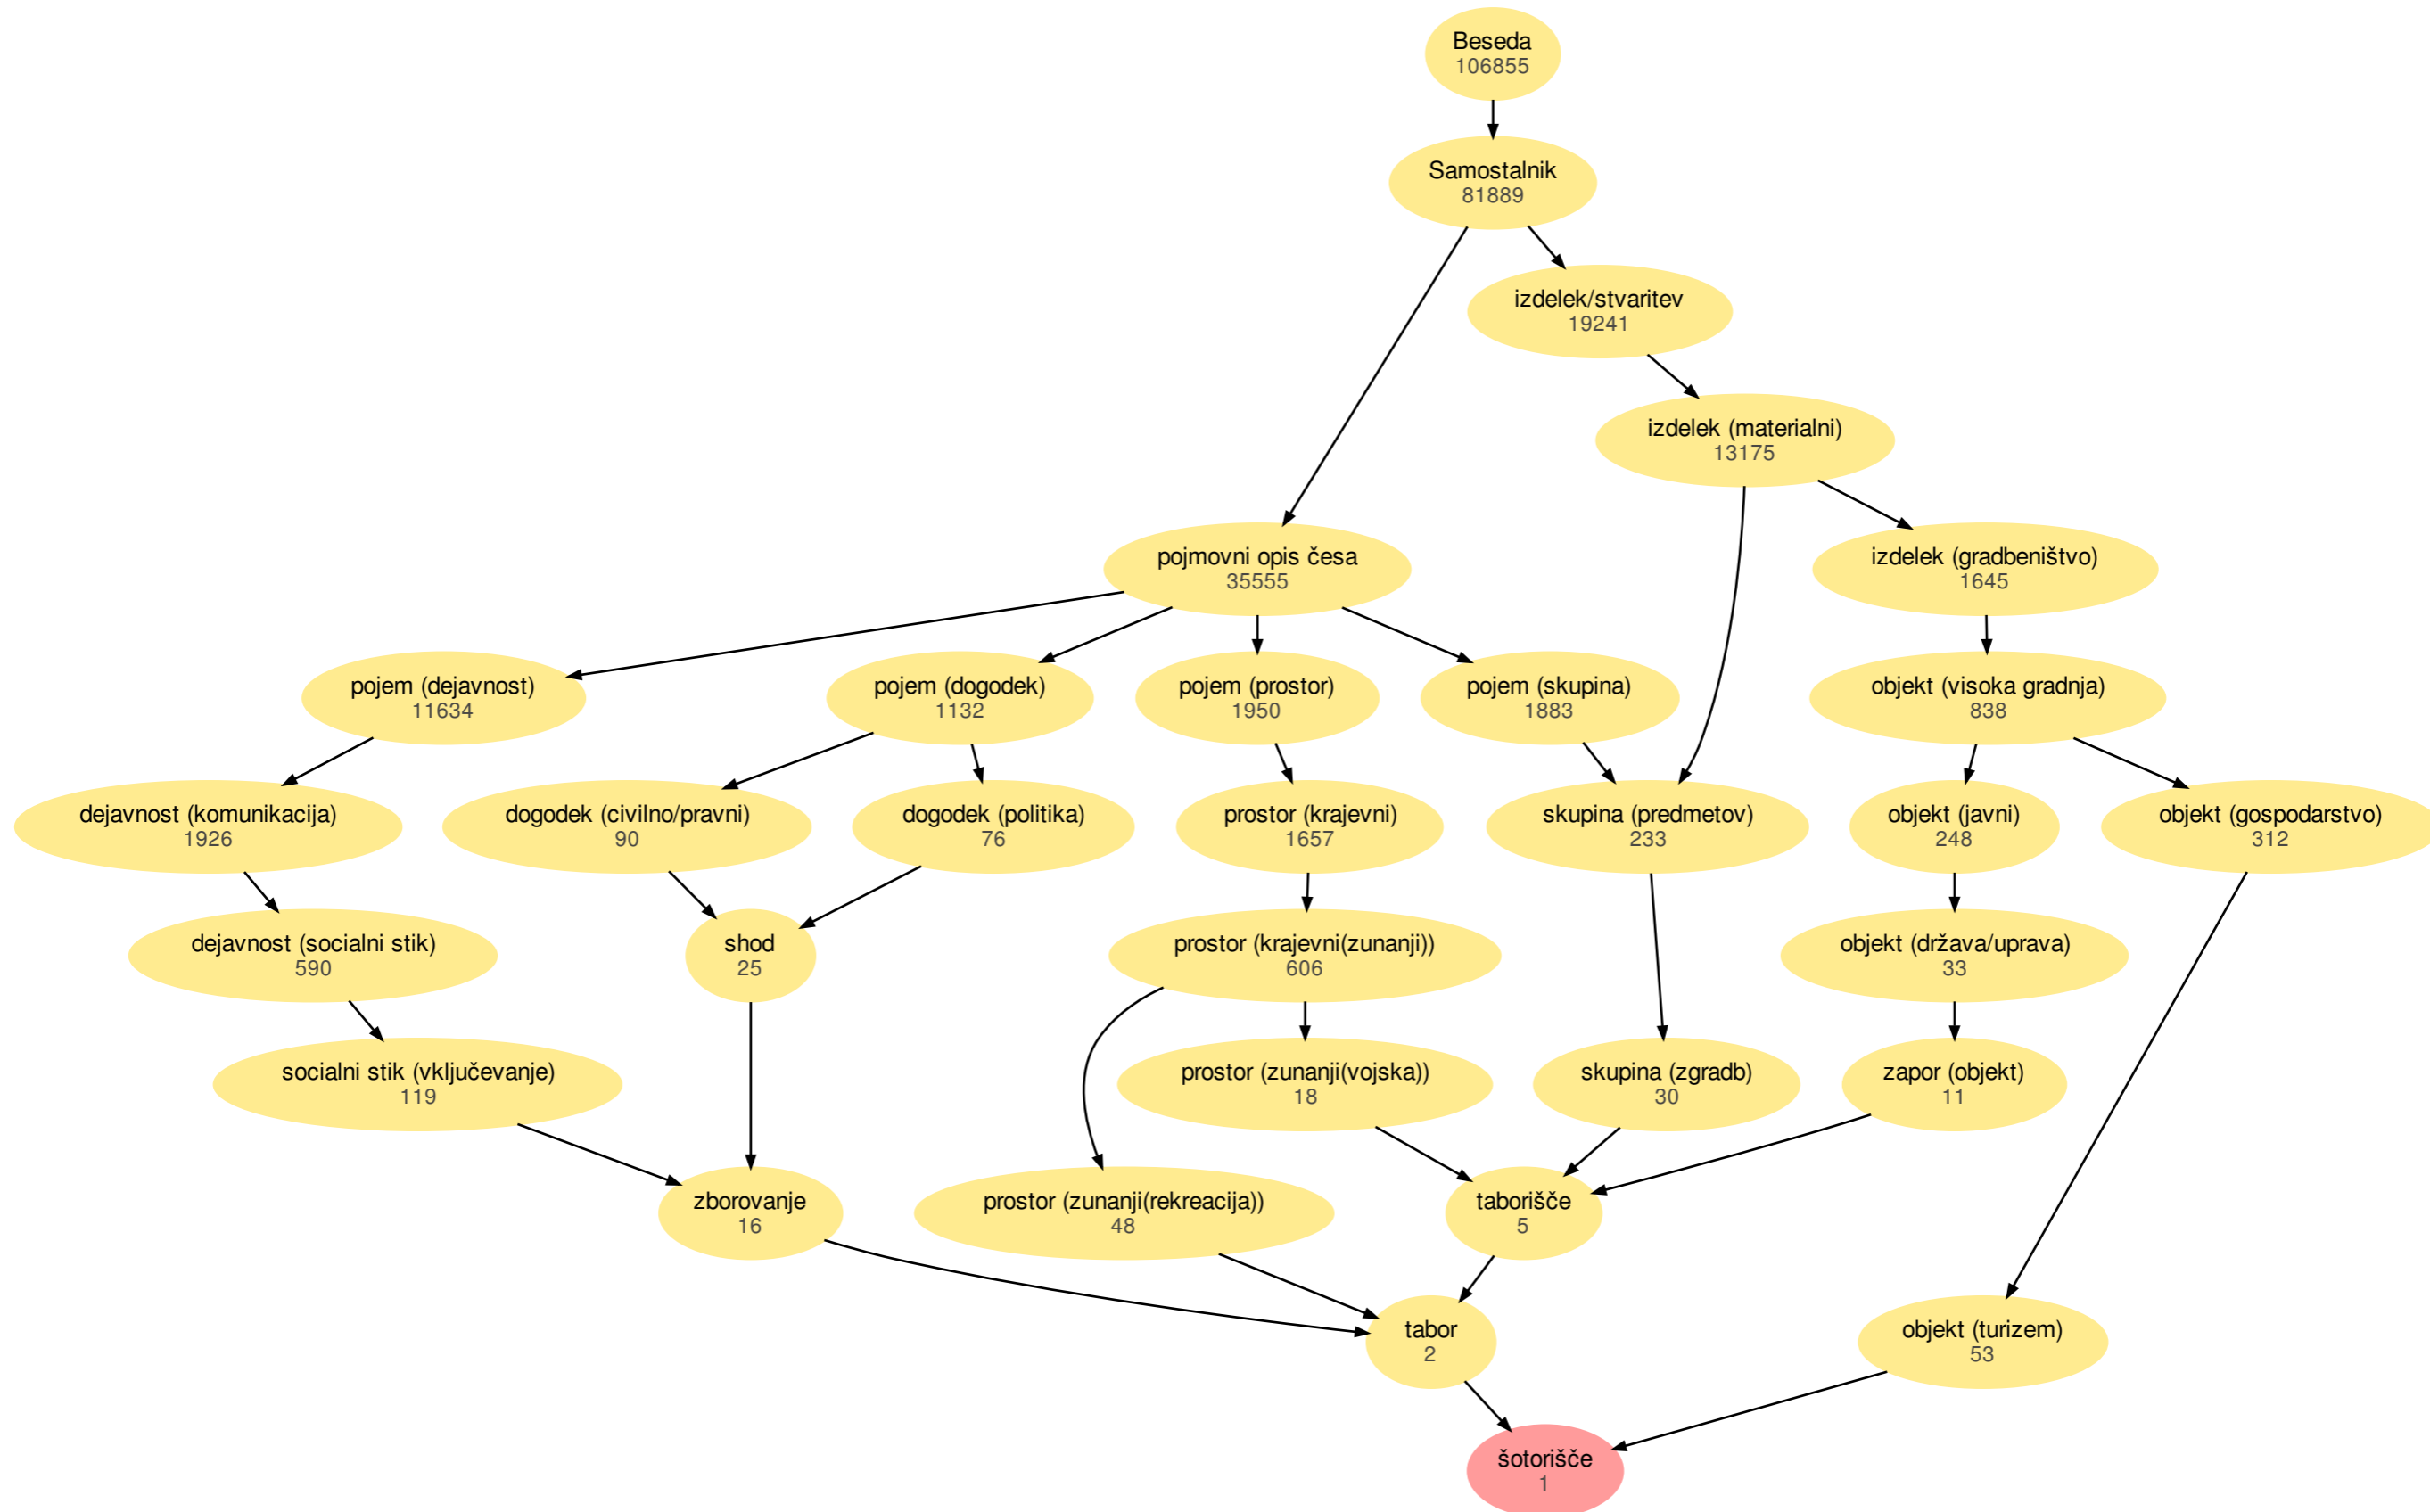 Beseda
106855
Samostalnik
81889
izdelek/stvaritev
19241
izdelek (materialni)
13175
pojmovni opis česa
35555
izdelek (gradbeništvo)
1645
pojem (dejavnost)
11634
pojem (dogodek)
1132
pojem (prostor)
1950
pojem (skupina)
1883
objekt (visoka gradnja)
838
dejavnost (komunikacija)
1926
dogodek (civilno/pravni)
90
dogodek (politika)
76
prostor (krajevni)
1657
skupina (predmetov)
233
objekt (javni)
248
objekt (gospodarstvo)
312
dejavnost (socialni stik)
590
shod
25
prostor (krajevni(zunanji))
606
objekt (država/uprava)
33
socialni stik (vključevanje)
119
prostor (zunanji(vojska))
18
skupina (zgradb)
30
zapor (objekt)
11
zborovanje
16
prostor (zunanji(rekreacija))
48
taborišče
5
tabor
2
objekt (turizem)
53
šotorišče
1